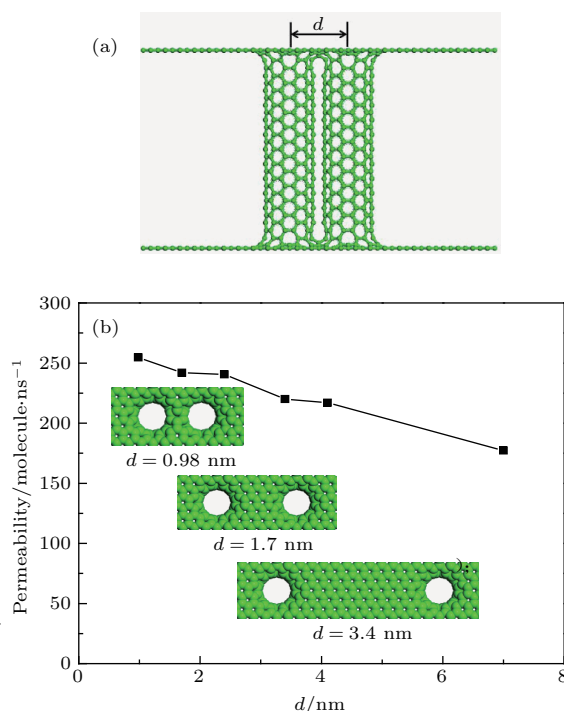 (a)
d
(b)
Permeability/molecule·ns⁻¹
300
250
200
150
100
50
0
d = 0.98 nm
d = 1.7 nm
d = 3.4 nm
0 2 4 6 8
d/nm